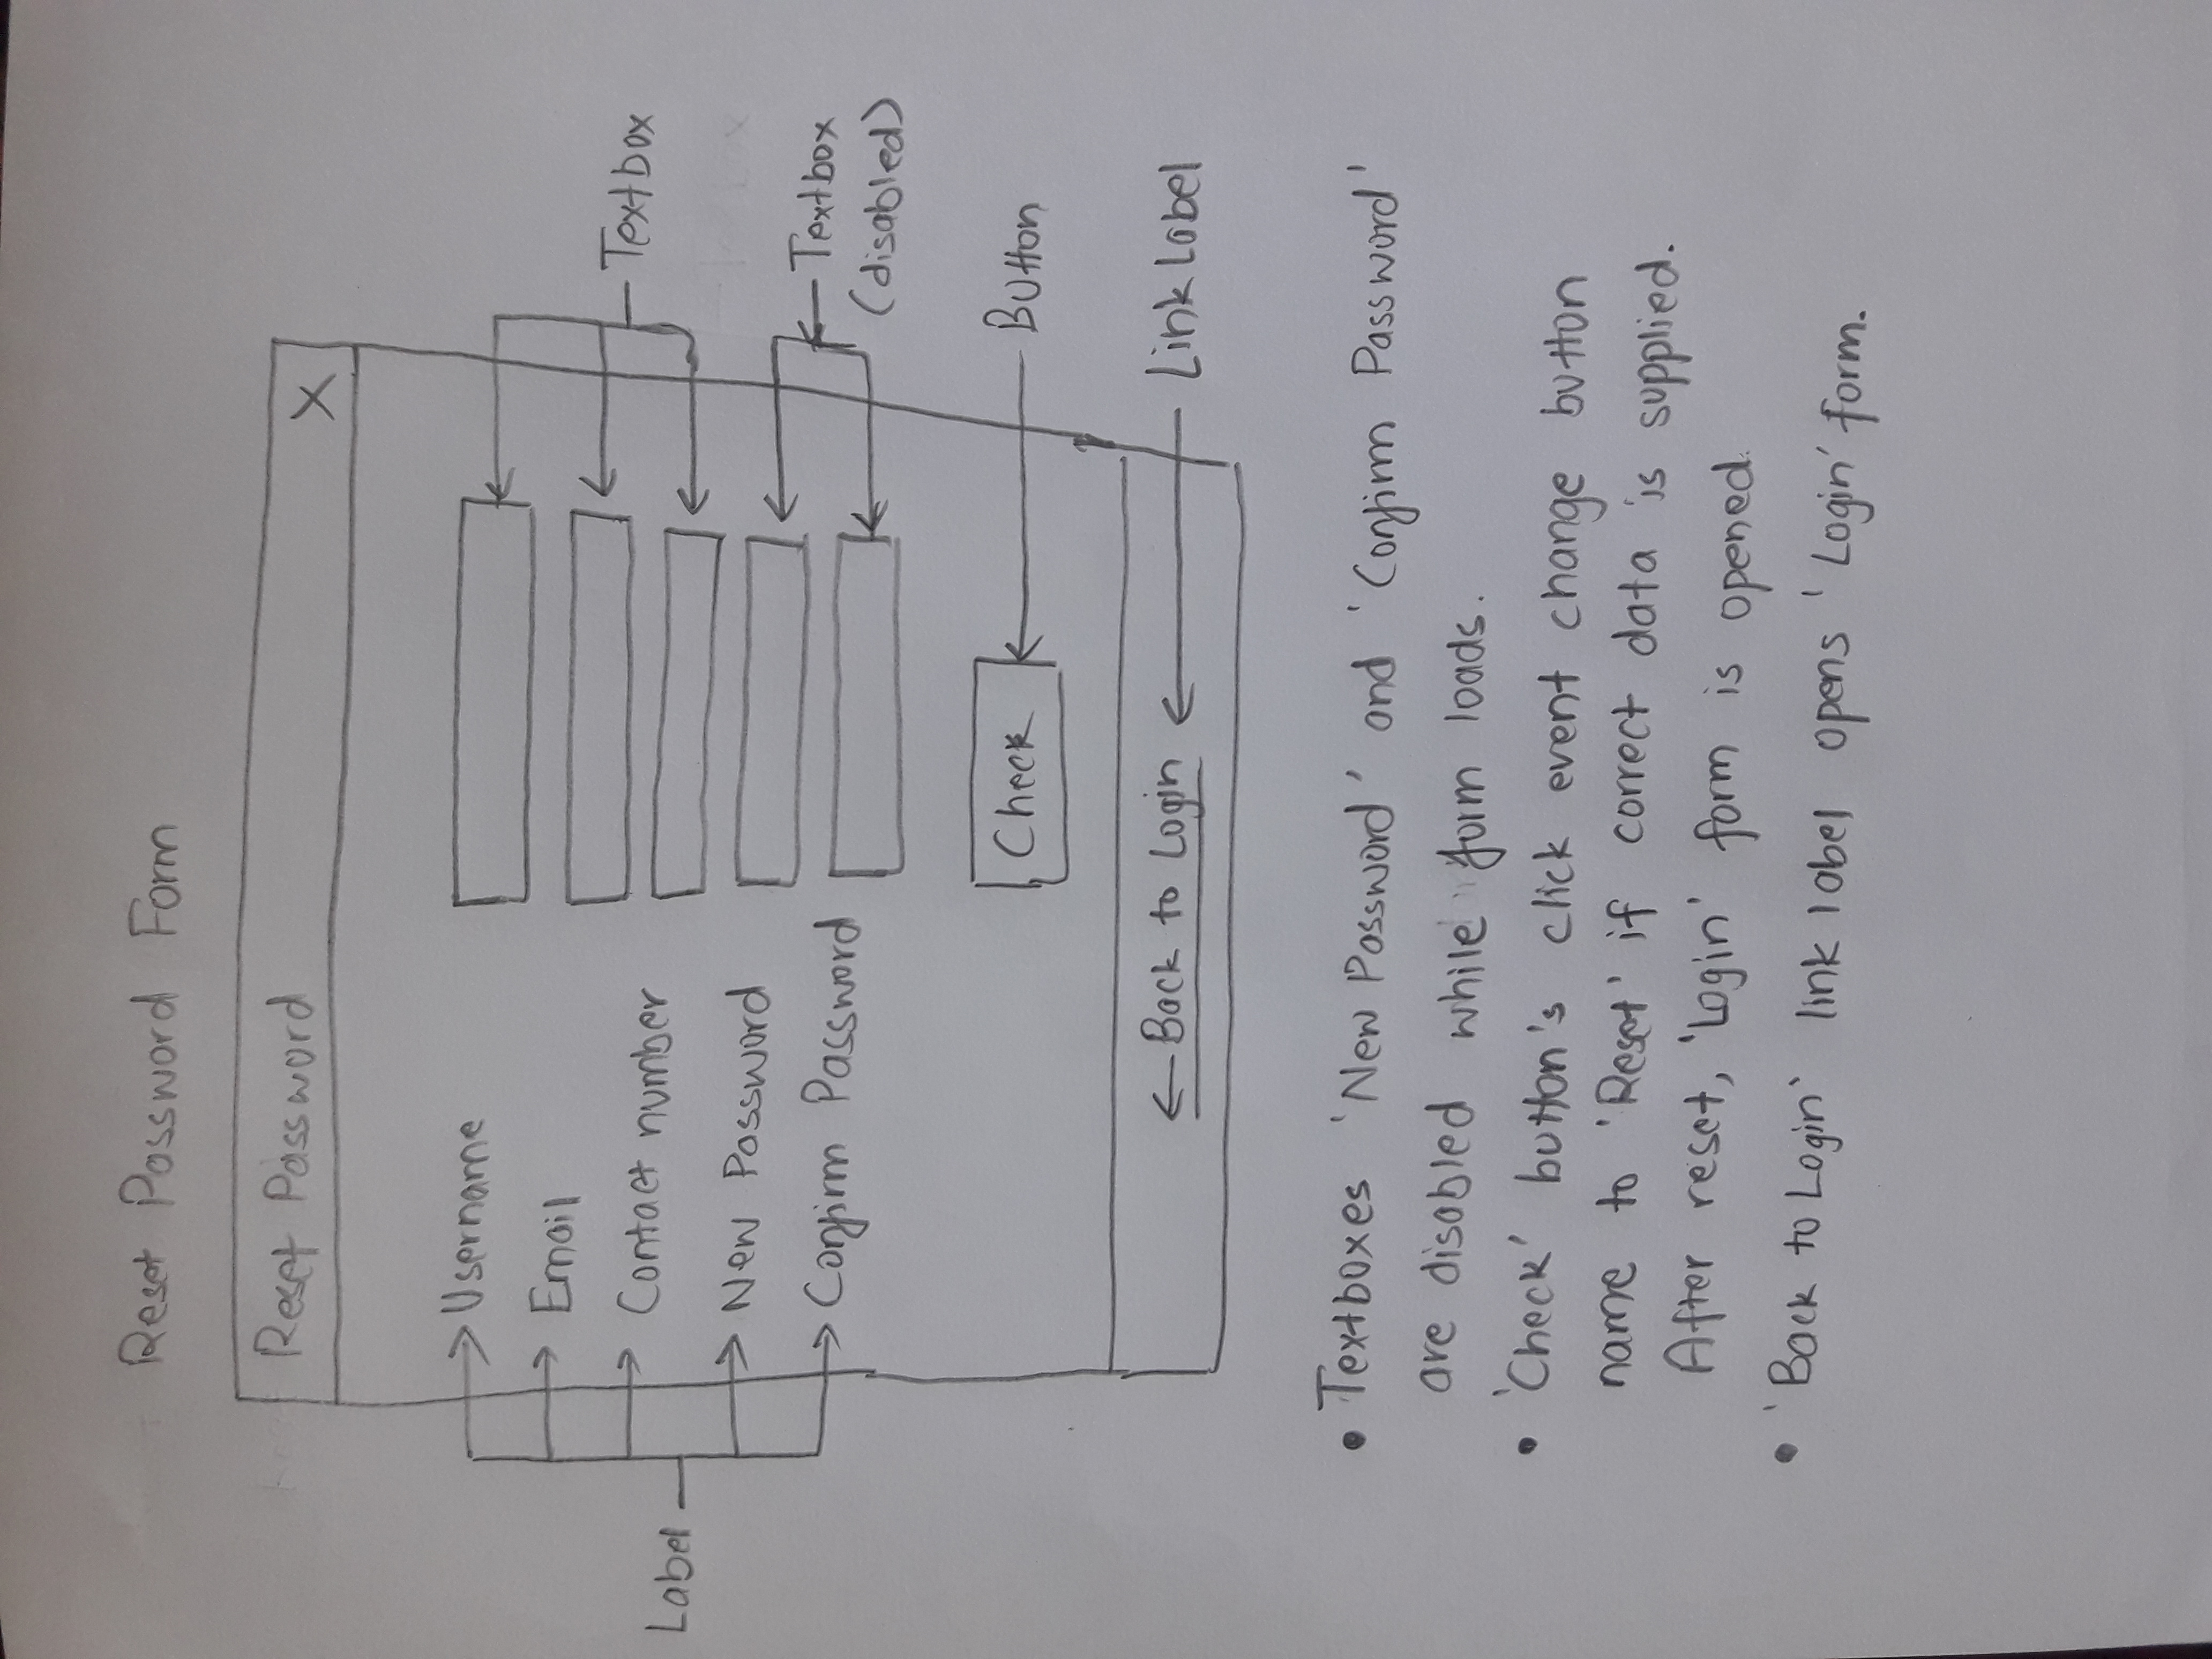 Reset Password Form
Reset Password X
Username
Email
Contact number
Label
New Password
Confirm Password
Textbox
Textbox
(disabled)
Check
Button
← Back to Login
Link Label
• Textboxes 'New Password' and 'Confirm Password'
are disabled while form loads.
• 'Check' button's click event change button
name to 'Reset' if correct data is supplied.
After reset, 'Login' form is opened.
• 'Back to Login' link label opens 'Login' form.